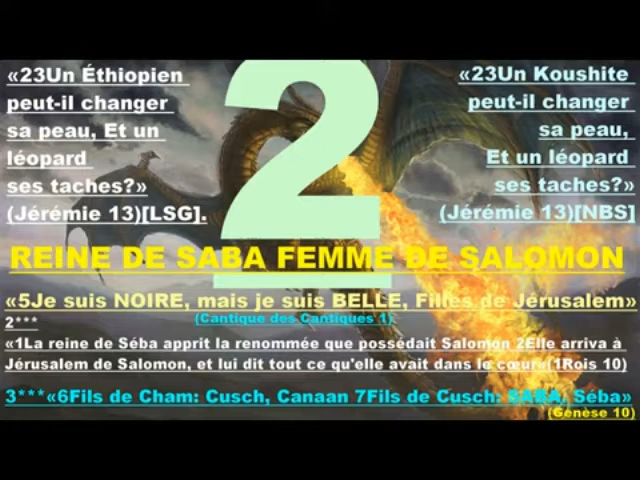 «23Un Éthiopien
peut-il changer
sa peau, Et un
léopard
ses taches?»
(Jérémie 13)[LSG].
2
«23Un Koushite
peut-il changer
sa peau,
Et un léopard
ses taches?»
(Jérémie 13)[NBS]
REINE DE SABA FEMME DE SALOMON
«5Je suis NOIRE, mais je suis BELLE, Filles de Jérusalem»
(Cantique des Cantiques 1)
2***
«1La reine de Séba apprit la renommée que possédait Salomon 2Elle arriva à
Jérusalem de Salomon, et lui dit tout ce qu'elle avait dans le cœur»(1Rois 10)
3***«6Fils de Cham: Cusch, Canaan 7Fils de Cusch: SABA, Séba»
(Genèse 10)